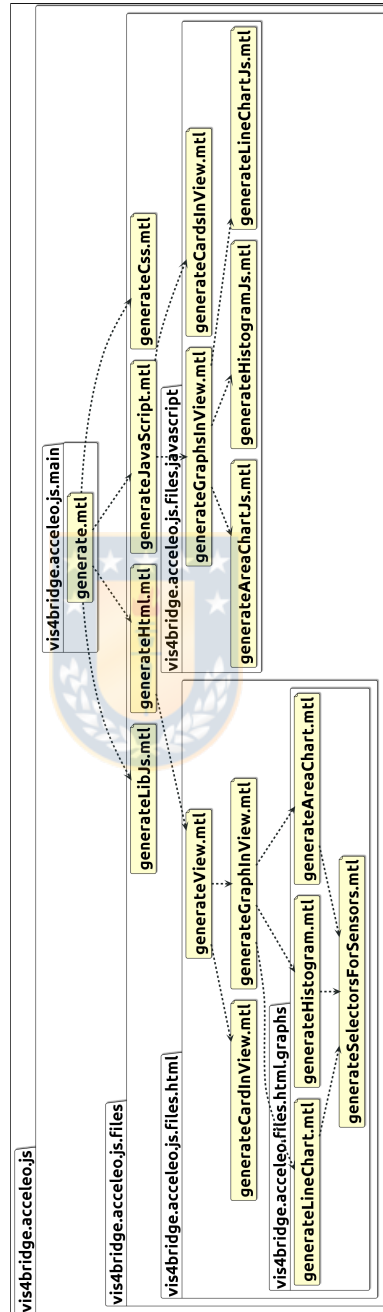 vis4bridge.acceleo.js
vis4bridge.acceleo.js.main
generate.mtl
vis4bridge.acceleo.js.files
generateLibJs.mtl
generateHtml.mtl
generateJavaScript.mtl
generateCss.mtl
vis4bridge.acceleo.js.files.html
generateView.mtl
generateCardInView.mtl
generateGraphInView.mtl
vis4bridge.acceleo.files.html.graphs
generateLineChart.mtl
generateHistogram.mtl
generateAreaChart.mtl
generateSelectorsForSensors.mtl
vis4bridge.acceleo.js.files.javascript
generateGraphsInView.mtl
generateCardsInView.mtl
generateAreaChartJs.mtl
generateHistogramJs.mtl
generateLineChartJs.mtl